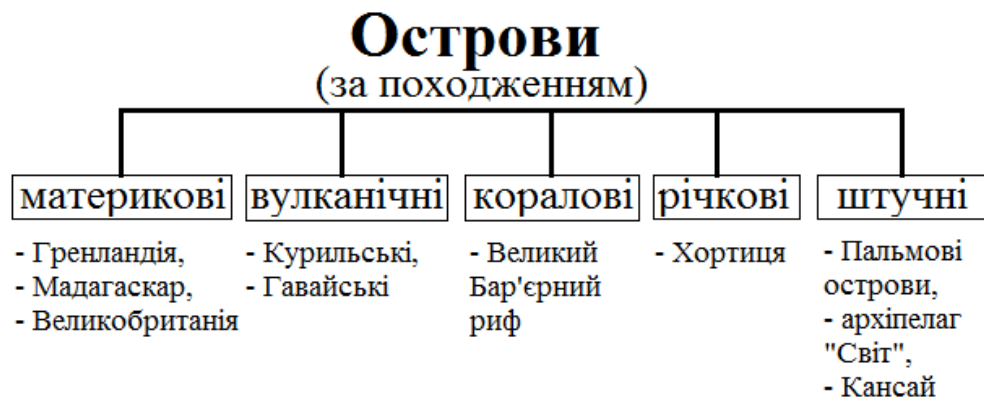 Острови
(за походженням)
материкові
вулканічні
коралові
річкові
штучні
- Гренландія,
- Мадагаскар,
- Великобританія
- Курильські,
- Гавайські
- Великий
Бар'єрний
риф
- Хортиця
- Пальмові
острови,
- архіпелаг
"Світ",
- Кансай